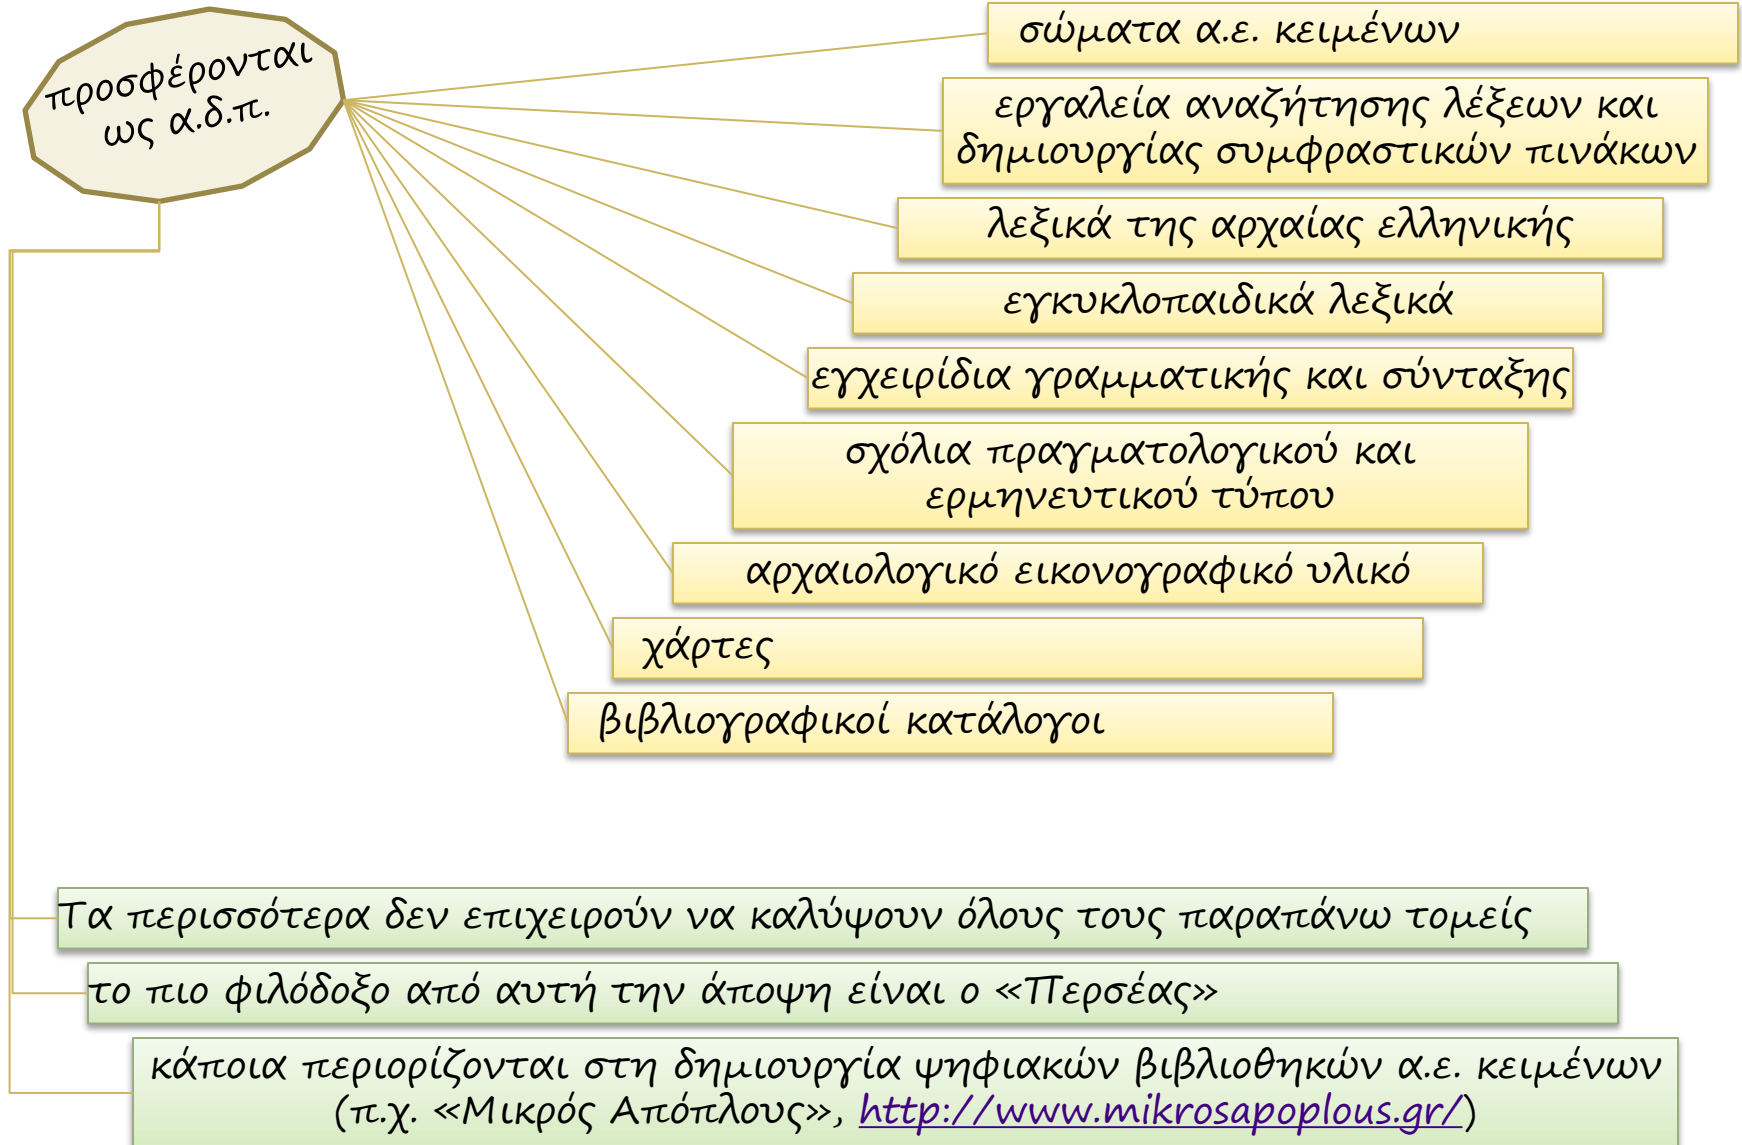 προσφέρονται
ως α.δ.π.
σώματα α.ε. κειμένων
εργαλεία αναζήτησης λέξεων και
δημιουργίας συμφραστικών πινάκων
λεξικά της αρχαίας ελληνικής
εγκυκλοπαιδικά λεξικά
εγχειρίδια γραμματικής και σύνταξης
σχόλια πραγματολογικού και
ερμηνευτικού τύπου
αρχαιολογικό εικονογραφικό υλικό
χάρτες
βιβλιογραφικοί κατάλογοι
Τα περισσότερα δεν επιχειρούν να καλύψουν όλους τους παραπάνω τομείς
το πιο φιλόδοξο από αυτή την άποψη είναι ο «Περσέας»
κάποια περιορίζονται στη δημιουργία ψηφιακών βιβλιοθηκών α.ε. κειμένων
(π.χ. «Μικρός Απόπλους», http://www.mikrosapoplous.gr/)